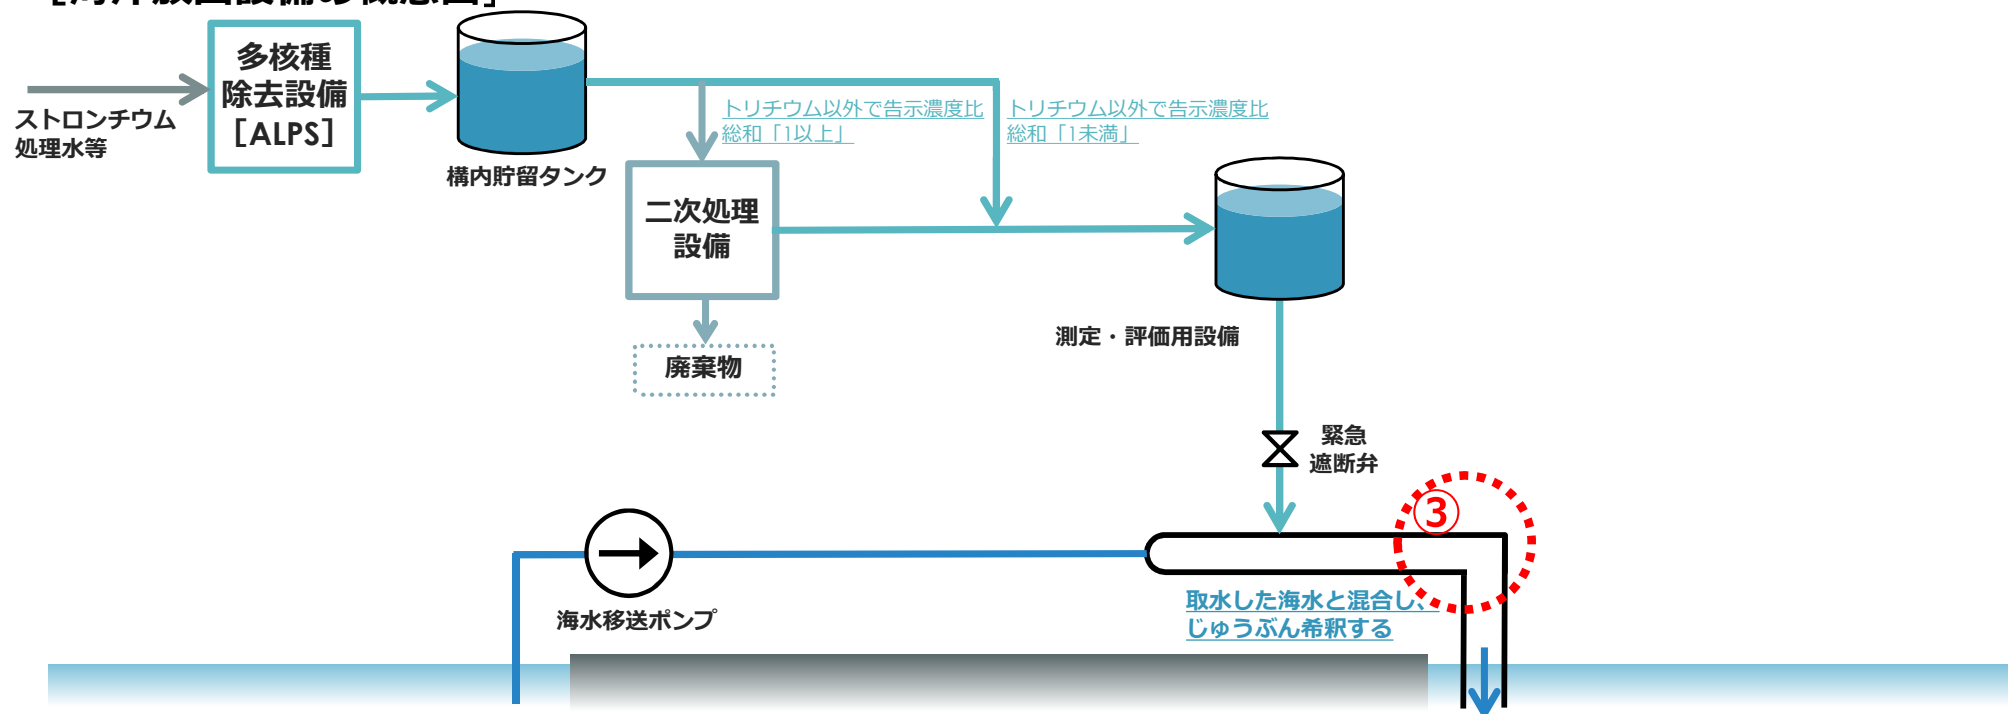 多核種
除去設備
［ALPS］
ストロンチウム
処理水等
構内貯留タンク
トリチウム以外で告示濃度比
総和「1以上」
トリチウム以外で告示濃度比
総和「1未満」
二次処理
設備
廃棄物
測定・評価用設備
緊急
遮断弁
③
海水移送ポンプ
取水した海水と混合し、
じゅうぶん希釈する